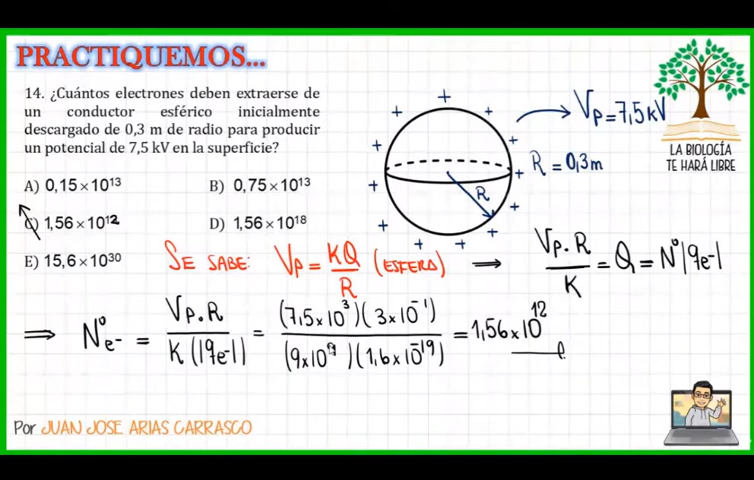 PRACTIQUEMOS...
14. ¿Cuántos electrones deben extraerse de
un conductor esférico inicialmente
descargado de 0,3 m de radio para producir
un potencial de 7,5 kV en la superficie?
A) 0,15 × 10¹³ B) 0,75 × 10¹³
C) 1,56 × 10¹² D) 1,56 × 10¹⁸
E) 15,6 × 10³⁰
+ + + + + + + + + + + + + +
Vp = 7,5 kV
R = 0,3 m
R
LA BIOLOGÍA
TE HARÁ LIBRE
SE SABE: Vp = KQ / R (ESFERA) ⟹ Vp . R / K = Q = N° |qe-|
⟹ N°e- = Vp . R / K (|qe-|) = (7,5 x 10³) (3 x 10⁻¹) / (9 x 10⁹) (1,6 x 10⁻¹⁹) = 1,56 x 10¹²
Por JUAN JOSE ARIAS CARRASCO